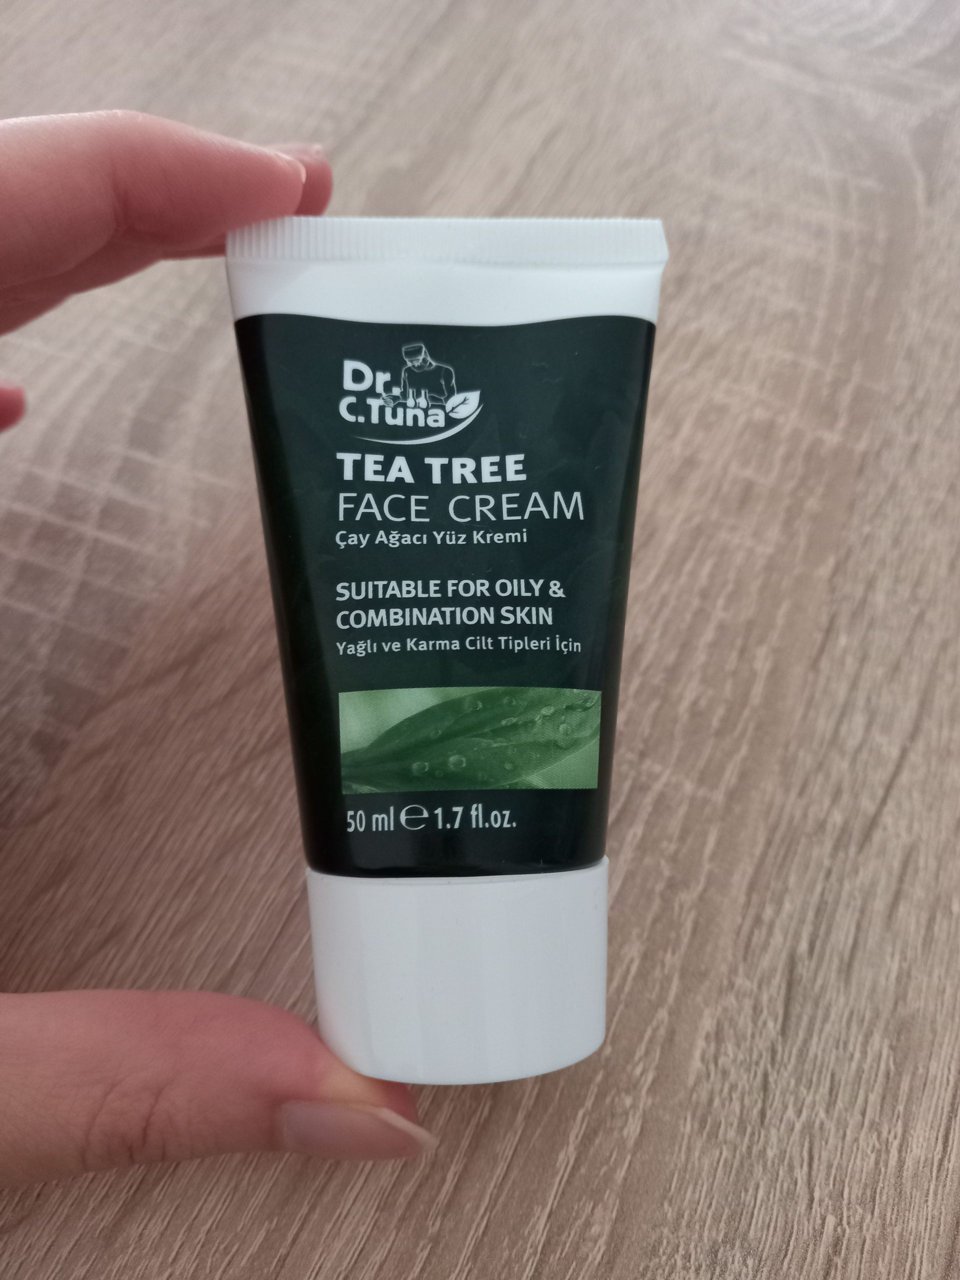 Dr.
C.Tuna
TEA TREE
FACE CREAM
Çay Ağacı Yüz Kremi
SUITABLE FOR OILY &
COMBINATION SKIN
Yağlı ve Karma Cilt Tipleri İçin
50 ml ℮ 1.7 fl.oz.